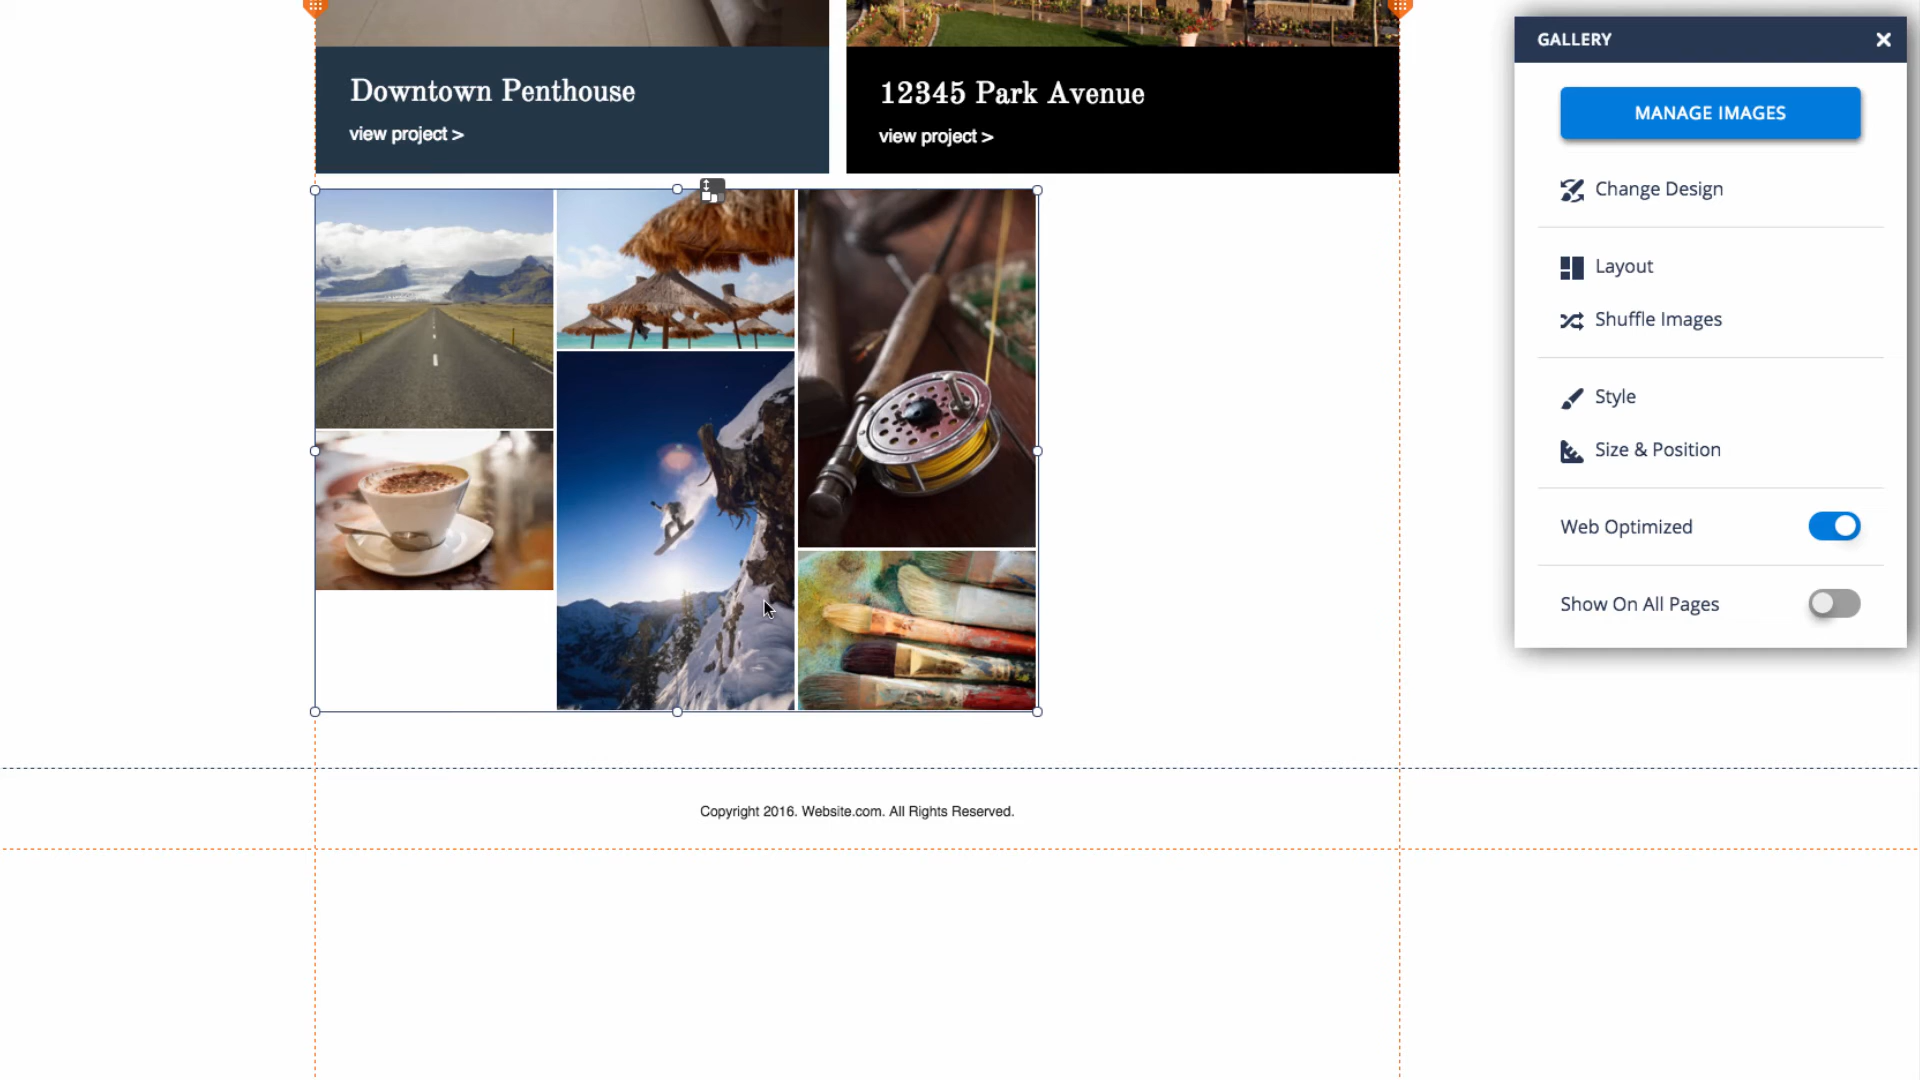 Downtown Penthouse
view project >
12345 Park Avenue
view project >
GALLERY
MANAGE IMAGES
Change Design
Layout
Shuffle Images
Style
Size & Position
Web Optimized
Show On All Pages
Copyright 2016. Website.com. All Rights Reserved.